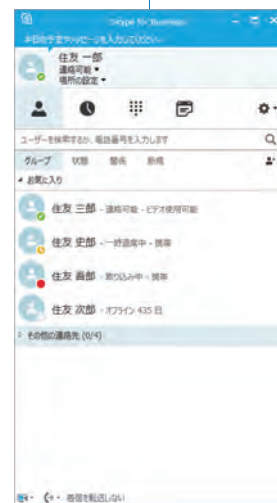 Skype for Business
本日の予定やメッセージを入力してください
住友 一郎
連絡可能
場所の設定
ユーザーを検索するか、電話番号を入力します
グループ 状態 関係 新規
お気に入り
住友 三郎 - 連絡可能 - ビデオ使用可能
住友 史郎 - 一時退席中 - 携帯
住友 吾郎 - 取り込み中 - 携帯
住友 次郎 - オフライン 435 日
その他の連絡先 (0/4)
着信を転送しない